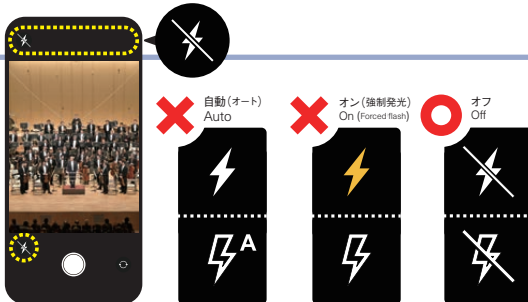 自動（オート）
Auto
オン（強制発光）
On (Forced flash)
オフ
Off
A